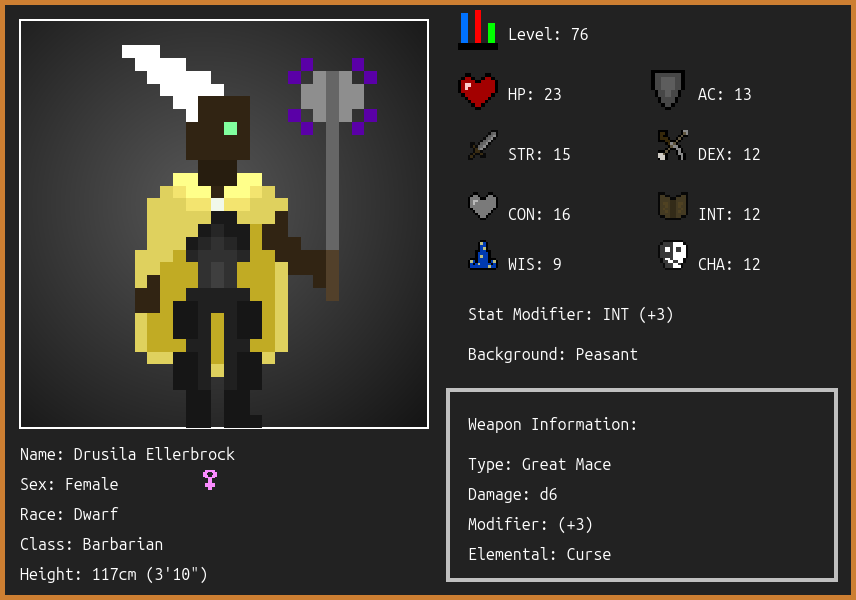 Level: 76
HP: 23
AC: 13
STR: 15
DEX: 12
CON: 16
INT: 12
WIS: 9
CHA: 12
Stat Modifier: INT (+3)
Background: Peasant
Weapon Information:
Type: Great Mace
Damage: d6
Modifier: (+3)
Elemental: Curse
Name: Drusila Ellerbrock
Sex: Female
Race: Dwarf
Class: Barbarian
Height: 117cm (3'10")